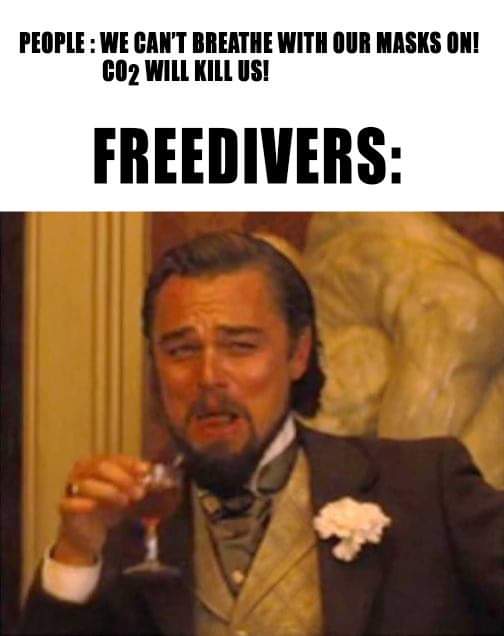 PEOPLE : WE CAN'T BREATHE WITH OUR MASKS ON!
CO2 WILL KILL US!
FREEDIVERS: